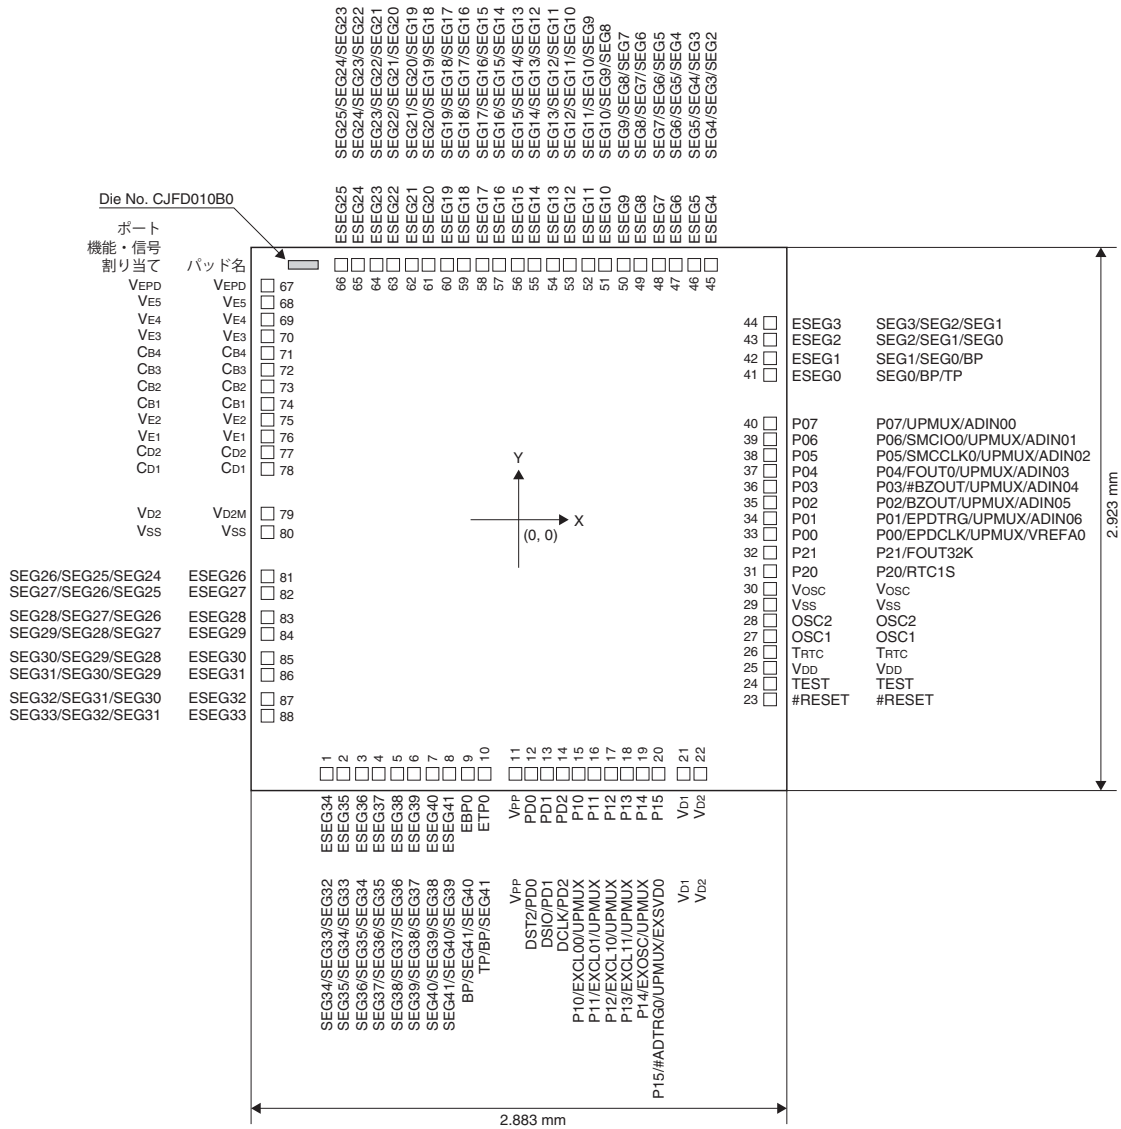 SEG25/SEG24/SEG23
SEG24/SEG23/SEG22
SEG23/SEG22/SEG21
SEG22/SEG21/SEG20
SEG21/SEG20/SEG19
SEG20/SEG19/SEG18
SEG19/SEG18/SEG17
SEG18/SEG17/SEG16
SEG17/SEG16/SEG15
SEG16/SEG15/SEG14
SEG15/SEG14/SEG13
SEG14/SEG13/SEG12
SEG13/SEG12/SEG11
SEG12/SEG11/SEG10
SEG11/SEG10/SEG9
SEG10/SEG9/SEG8
SEG9/SEG8/SEG7
SEG8/SEG7/SEG6
SEG7/SEG6/SEG5
SEG6/SEG5/SEG4
SEG5/SEG4/SEG3
SEG4/SEG3/SEG2
ESEG25
ESEG24
ESEG23
ESEG22
ESEG21
ESEG20
ESEG19
ESEG18
ESEG17
ESEG16
ESEG15
ESEG14
ESEG13
ESEG12
ESEG11
ESEG10
ESEG9
ESEG8
ESEG7
ESEG6
ESEG5
ESEG4
66
65
64
63
62
61
60
59
58
57
56
55
54
53
52
51
50
49
48
47
46
45
Die No. CJFD010B0
ポート
機能・信号
割り当て パッド名
VEPD VEPD 67
VE5 VE5 68
VE4 VE4 69
VE3 VE3 70
CB4 CB4 71
CB3 CB3 72
CB2 CB2 73
CB1 CB1 74
VE2 VE2 75
VE1 VE1 76
CD2 CD2 77
CD1 CD1 78
VD2 VD2M 79
VSS VSS 80
SEG26/SEG25/SEG24 ESEG26 81
SEG27/SEG26/SEG25 ESEG27 82
SEG28/SEG27/SEG26 ESEG28 83
SEG29/SEG28/SEG27 ESEG29 84
SEG30/SEG29/SEG28 ESEG30 85
SEG31/SEG30/SEG29 ESEG31 86
SEG32/SEG31/SEG30 ESEG32 87
SEG33/SEG32/SEG31 ESEG33 88
Y
X
(0, 0)
44 ESEG3 SEG3/SEG2/SEG1
43 ESEG2 SEG2/SEG1/SEG0
42 ESEG1 SEG1/SEG0/BP
41 ESEG0 SEG0/BP/TP
40 P07 P07/UPMUX/ADIN00
39 P06 P06/SMCIO0/UPMUX/ADIN01
38 P05 P05/SMCCLK0/UPMUX/ADIN02
37 P04 P04/FOUT0/UPMUX/ADIN03
36 P03 P03/#BZOUT/UPMUX/ADIN04
35 P02 P02/BZOUT/UPMUX/ADIN05
34 P01 P01/EPDTRG/UPMUX/ADIN06
33 P00 P00/EPDCLK/UPMUX/VREFA0
32 P21 P21/FOUT32K
31 P20 P20/RTC1S
30 VOSC VOSC
29 VSS VSS
28 OSC2 OSC2
27 OSC1 OSC1
26 TRTC TRTC
25 VDD VDD
24 TEST TEST
23 #RESET #RESET
2.923 mm
1
2
3
4
5
6
7
8
9
10
11
12
13
14
15
16
17
18
19
20
21
22
ESEG34
ESEG35
ESEG36
ESEG37
ESEG38
ESEG39
ESEG40
ESEG41
EBP0
ETP0
VPP
PD0
PD1
PD2
P10
P11
P12
P13
P14
P15
VD1
VD2
SEG34/SEG33/SEG32
SEG35/SEG34/SEG33
SEG36/SEG35/SEG34
SEG37/SEG36/SEG35
SEG38/SEG37/SEG36
SEG39/SEG38/SEG37
SEG40/SEG39/SEG38
SEG41/SEG40/SEG39
BP/SEG41/SEG40
TP/BP/SEG41
VPP
DST2/PD0
DSIO/PD1
DCLK/PD2
P10/EXCL00/UPMUX
P11/EXCL01/UPMUX
P12/EXCL10/UPMUX
P13/EXCL11/UPMUX
P14/EXOSC/UPMUX
P15/#ADTRG0/UPMUX/EXSVD0
VD1
VD2
2.883 mm